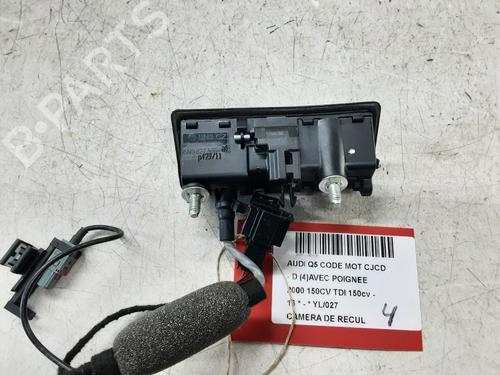 B-PARTS
AUDI Q5 CODE MOT CJCD
D (4)AVEC POIGNEE
2000 150CV TDI 150cv -
YL/027
CAMERA DE RECUL
4